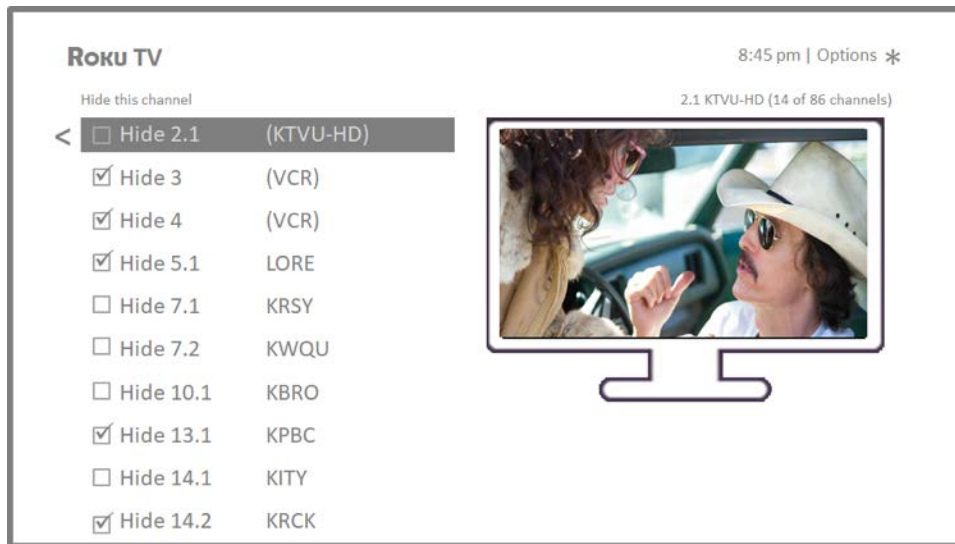 Roku TV
8:45 pm | Options *
Hide this channel
2.1 KTVU-HD (14 of 86 channels)
< Hide 2.1 (KTVU-HD)
Hide 3 (VCR)
Hide 4 (VCR)
Hide 5.1 LORE
Hide 7.1 KRSY
Hide 7.2 KWQU
Hide 10.1 KBRO
Hide 13.1 KPBC
Hide 14.1 KITY
Hide 14.2 KRCK